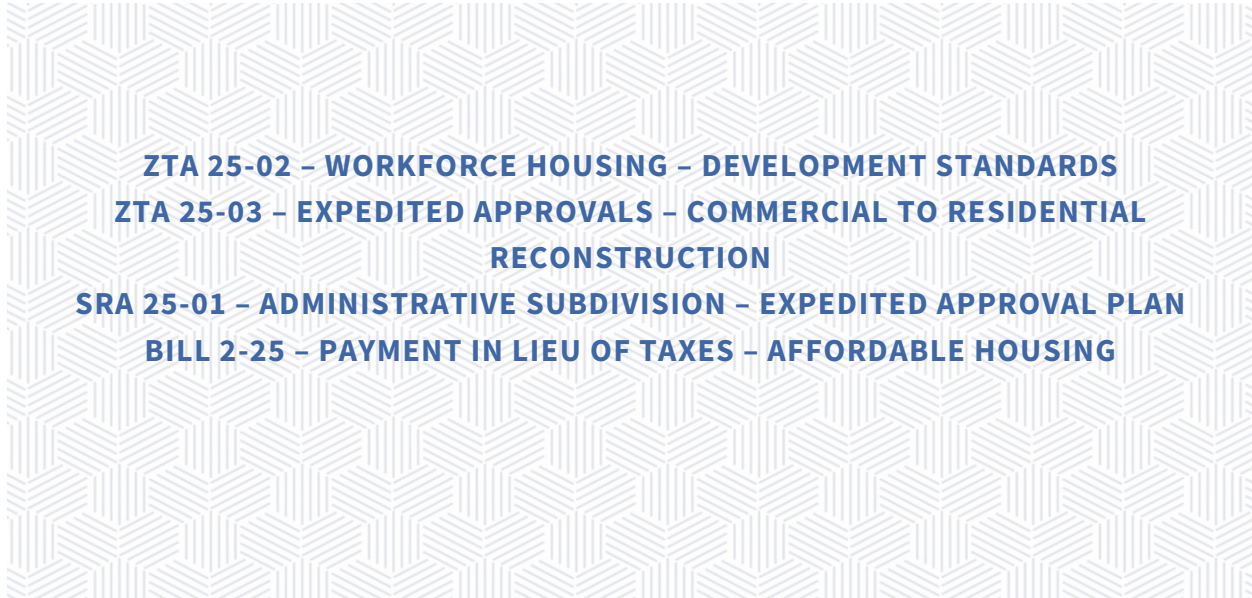 ZTA 25-02 – WORKFORCE HOUSING – DEVELOPMENT STANDARDS
ZTA 25-03 – EXPEDITED APPROVALS – COMMERCIAL TO RESIDENTIAL
RECONSTRUCTION
SRA 25-01 – ADMINISTRATIVE SUBDIVISION – EXPEDITED APPROVAL PLAN
BILL 2-25 – PAYMENT IN LIEU OF TAXES – AFFORDABLE HOUSING